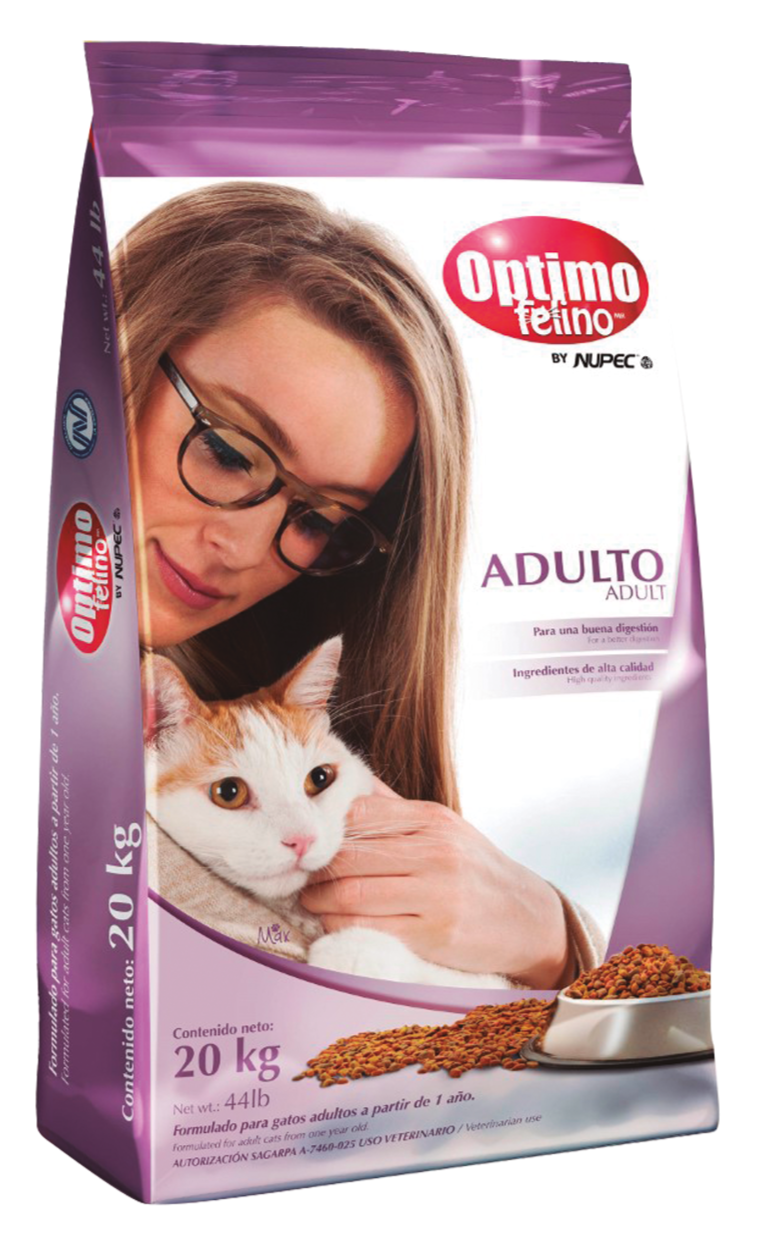 Optimo
felino
BY NUPEC
ADULTO
ADULT
Para una buena digestión
For a better digestion
Ingredientes de alta calidad
High quality ingredients
Max
Contenido neto:
20 kg
Net wt.: 44lb
Formulado para gatos adultos a partir de 1 año.
Formulated for adult cats from one year old.
AUTORIZACIÓN SAGARPA A-7460-025 USO VETERINARIO / Veterinarian use
Net wt.: 44 lb
Optimo
felino
BY NUPEC
Formulado para gatos adultos a partir de 1 año.
Formulated for adult cats from one year old.
Contenido neto: 20 kg